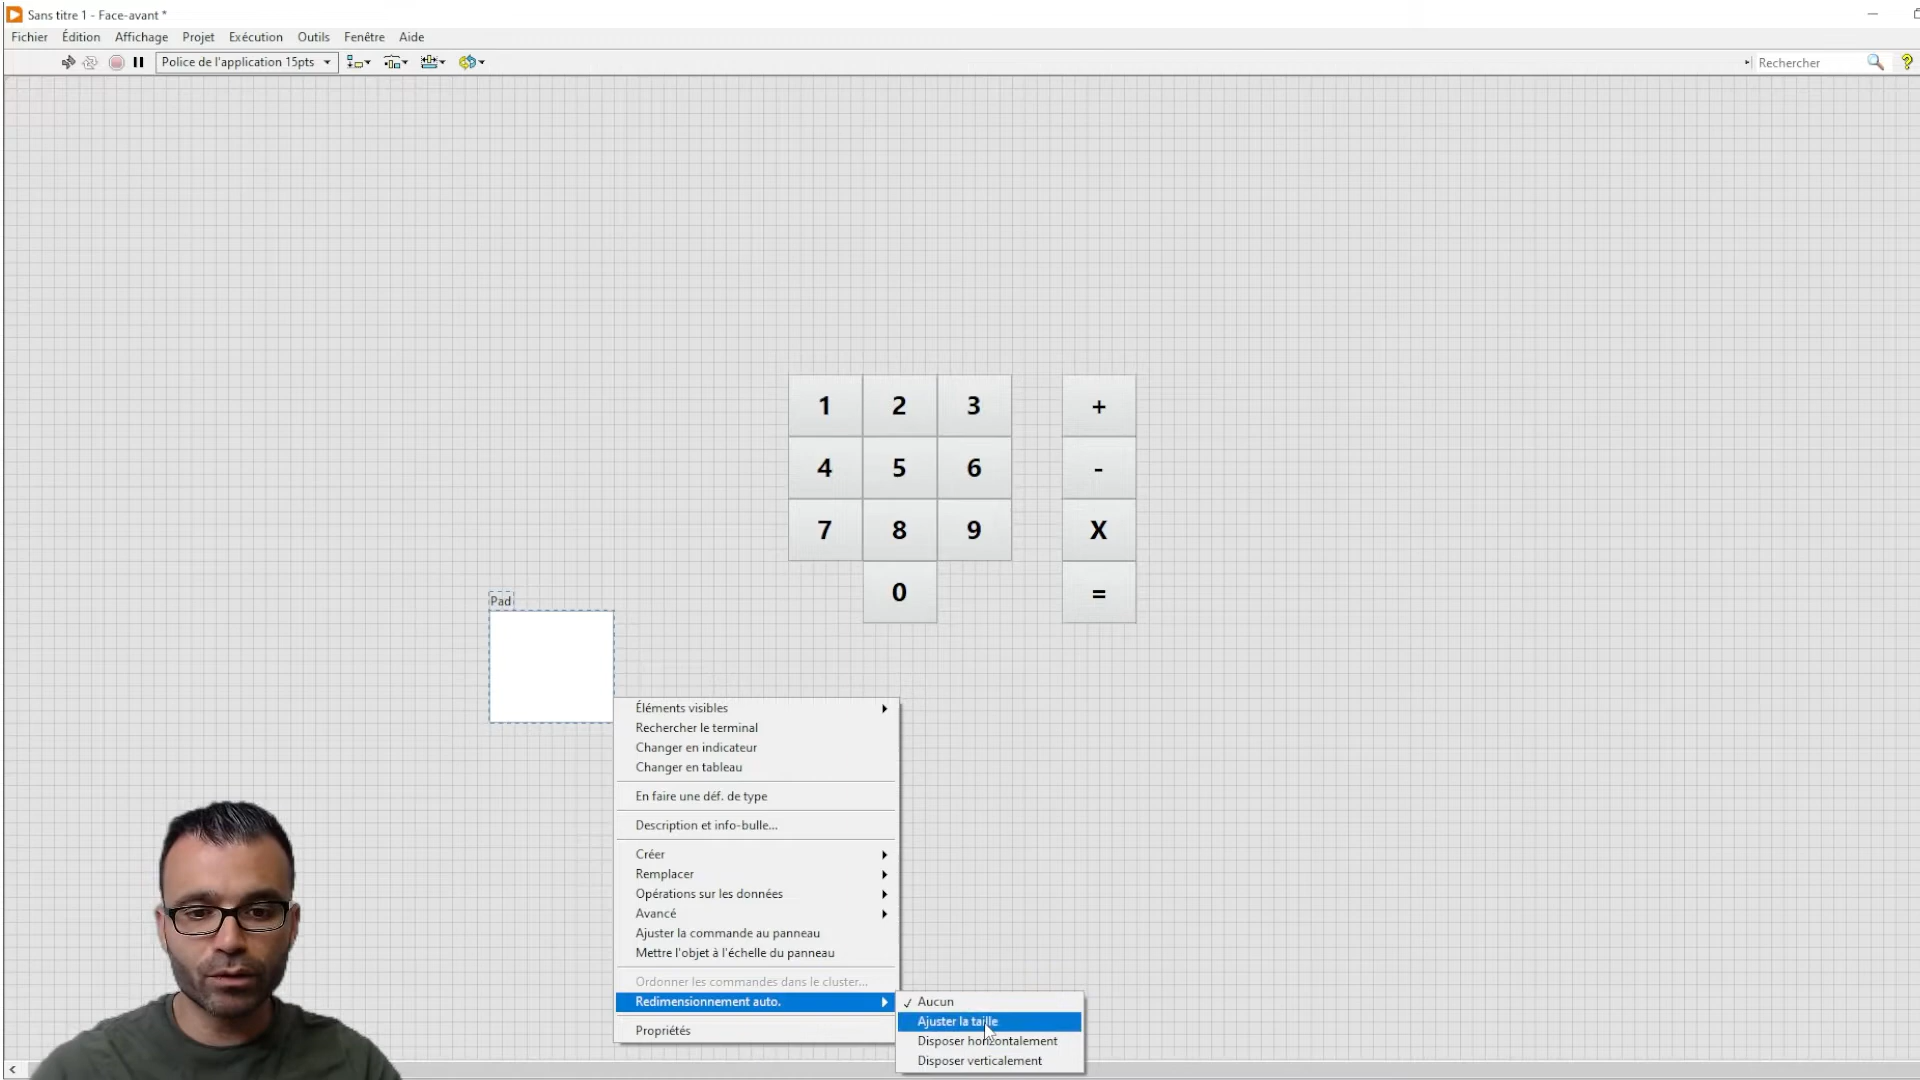 Sans titre 1 - Face-avant *
Fichier Édition Affichage Projet Exécution Outils Fenêtre Aide
Police de l'application 15pts Rechercher ?
1 2 3 +
4 5 6 -
7 8 9 X
0 =
Pad
Éléments visibles
Rechercher le terminal
Changer en indicateur
Changer en tableau
En faire une déf. de type
Description et info-bulle...
Créer
Remplacer
Opérations sur les données
Avancé
Ajuster la commande au panneau
Mettre l'objet à l'échelle du panneau
Ordonner les commandes dans le cluster...
Redimensionnement auto.
Propriétés
Aucun
Ajuster la taille
Disposer horizontalement
Disposer verticalement